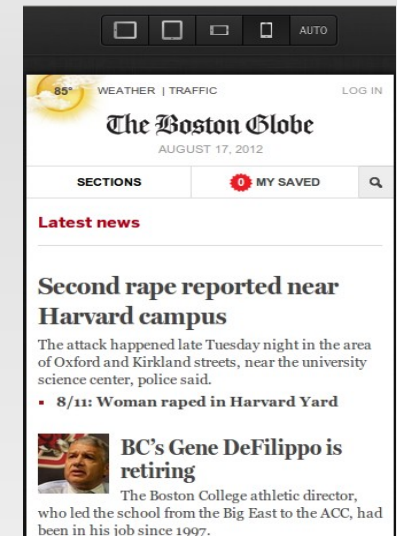 AUTO
85° WEATHER | TRAFFIC LOG IN
The Boston Globe
AUGUST 17, 2012
SECTIONS 0 MY SAVED
Latest news
Second rape reported near
Harvard campus
The attack happened late Tuesday night in the area
of Oxford and Kirkland streets, near the university
science center, police said.
▪ 8/11: Woman raped in Harvard Yard
BC’s Gene DeFilippo is
retiring
The Boston College athletic director,
who led the school from the Big East to the ACC, had
been in his job since 1997.